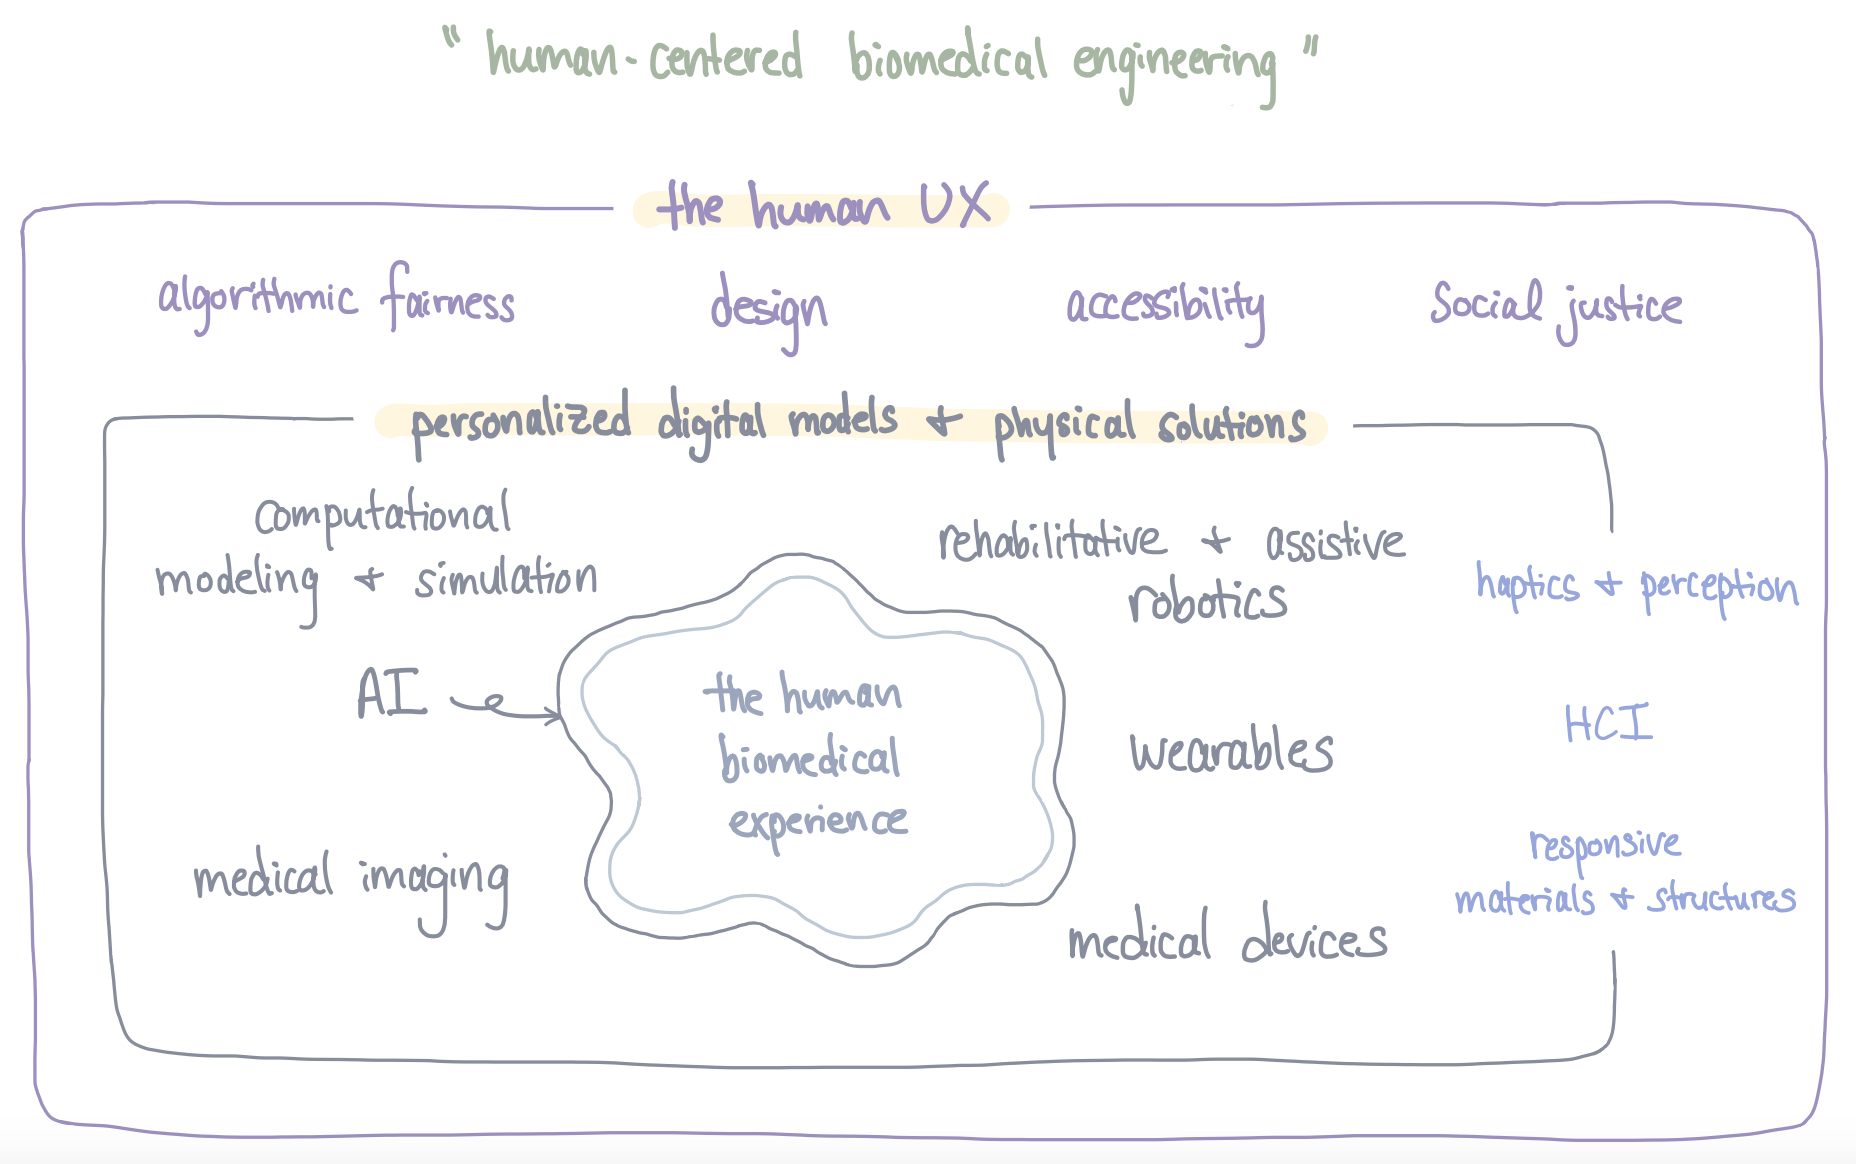 " human-centered biomedical engineering "
the human UX
algorithmic fairness design accessibility Social justice
personalized digital models + physical solutions
computational
modeling + simulation
rehabilitative + assistive
robotics
haptics + perception
AI
the human
biomedical
experience
wearables
HCI
medical imaging
medical devices
responsive
materials + structures